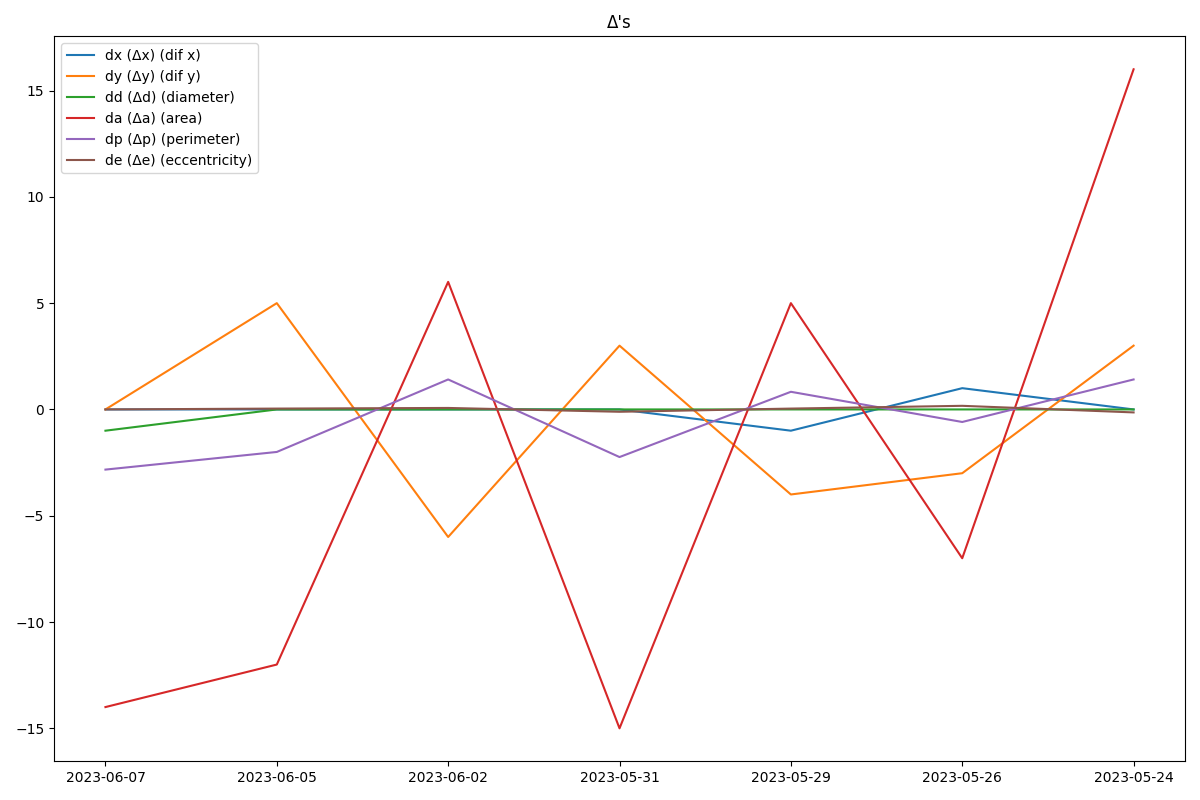 Δ's
dx (Δx) (dif x)
dy (Δy) (dif y)
dd (Δd) (diameter)
da (Δa) (area)
dp (Δp) (perimeter)
de (Δe) (eccentricity)
15
10
5
0
−5
−10
−15
2023-06-07 2023-06-05 2023-06-02 2023-05-31 2023-05-29 2023-05-26 2023-05-24